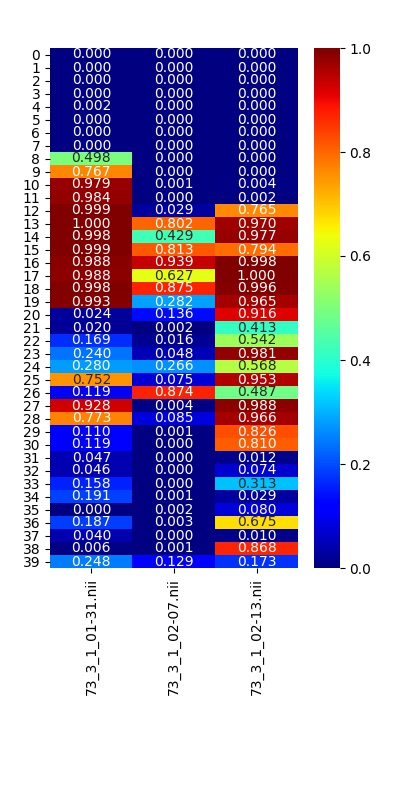 0 0.000 0.000 0.000 1.0
1 0.000 0.000 0.000
2 0.000 0.000 0.000
3 0.000 0.000 0.000
4 0.002 0.000 0.000
5 0.000 0.000 0.000
6 0.000 0.000 0.000
7 0.000 0.000 0.000
8 0.498 0.000 0.000 0.8
9 0.767 0.000 0.000
10 0.979 0.001 0.004
11 0.984 0.000 0.002
12 0.999 0.029 0.765
13 1.000 0.802 0.970
14 0.998 0.429 0.977
15 0.999 0.813 0.794
16 0.988 0.939 0.998 0.6
17 0.988 0.627 1.000
18 0.998 0.875 0.996
19 0.993 0.282 0.965
20 0.024 0.136 0.916
21 0.020 0.002 0.413
22 0.169 0.016 0.542
23 0.240 0.048 0.981 0.4
24 0.280 0.266 0.568
25 0.752 0.075 0.953
26 0.119 0.874 0.487
27 0.928 0.004 0.988
28 0.773 0.085 0.966
29 0.110 0.001 0.826
30 0.119 0.000 0.810
31 0.047 0.000 0.012 0.2
32 0.046 0.000 0.074
33 0.158 0.000 0.313
34 0.191 0.001 0.029
35 0.000 0.002 0.080
36 0.187 0.003 0.675
37 0.040 0.000 0.010
38 0.006 0.001 0.868
39 0.248 0.129 0.173 0.0
73_3_1_01-31.nii
73_3_1_02-07.nii
73_3_1_02-13.nii